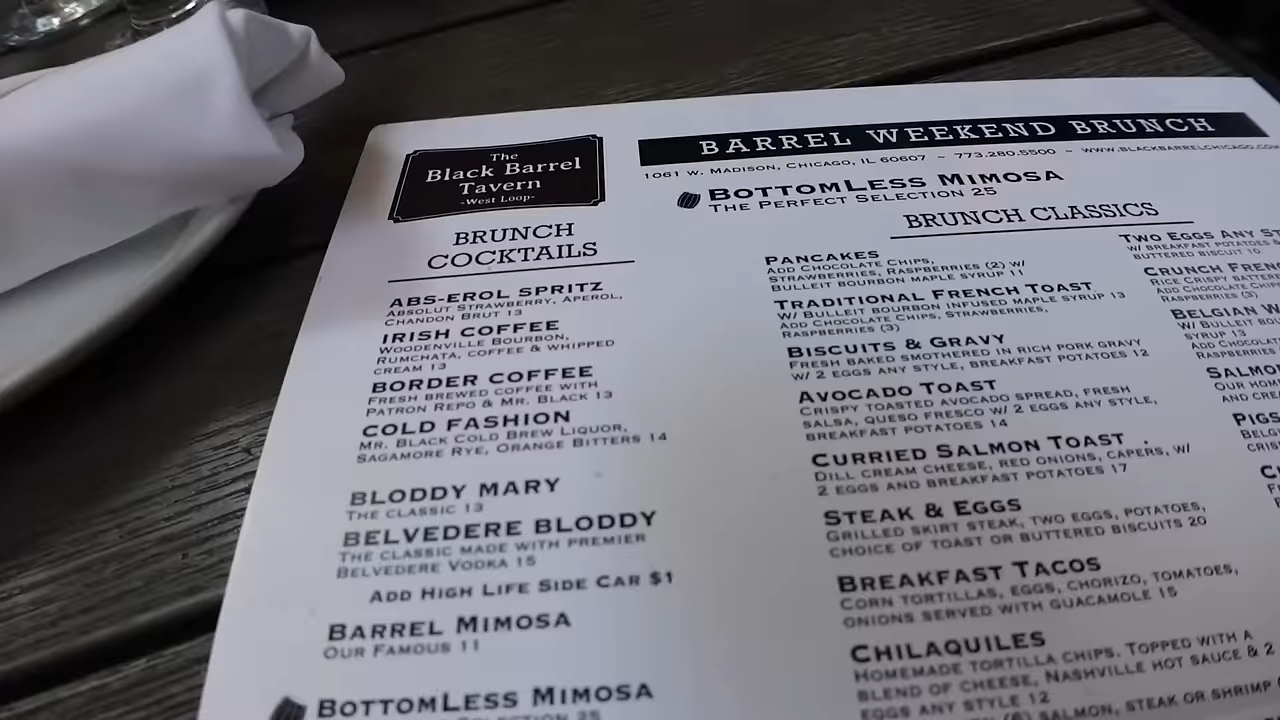 The
Black Barrel
Tavern
-West Loop-
BARREL WEEKEND BRUNCH
1061 W. MADISON, CHICAGO, IL 60607 ~ 773.280.5500 ~ WWW.BLACKBARRELCHICAGO.COM
BOTTOMLESS MIMOSA
THE PERFECT SELECTION 25
BRUNCH
COCKTAILS
ABS-EROL SPRITZ
ABSOLUT STRAWBERRY, APEROL,
CHANDON BRUT 13
IRISH COFFEE
WOODENVILLE BOURBON,
RUMCHATA, COFFEE & WHIPPED
CREAM 13
BORDER COFFEE
FRESH BREWED COFFEE WITH
PATRON REPO & MR. BLACK 13
COLD FASHION
MR. BLACK COLD BREW LIQUOR,
SAGAMORE RYE, ORANGE BITTERS 14
BLODDY MARY
THE CLASSIC 13
BELVEDERE BLODDY
THE CLASSIC MADE WITH PREMIER
BELVEDERE VODKA 15
ADD HIGH LIFE SIDE CAR $1
BARREL MIMOSA
OUR FAMOUS 11
BOTTOMLESS MIMOSA
SELECTION 25
BRUNCH CLASSICS
PANCAKES
ADD CHOCOLATE CHIPS,
STRAWBERRIES, RASPBERRIES (2) W/
BULLEIT BOURBON MAPLE SYRUP 11
TRADITIONAL FRENCH TOAST
W/ BULLEIT BOURBON INFUSED MAPLE SYRUP 13
ADD CHOCOLATE CHIPS, STRAWBERRIES,
RASPBERRIES (3)
BISCUITS & GRAVY
FRESH BAKED SMOTHERED IN RICH PORK GRAVY
W/ 2 EGGS ANY STYLE, BREAKFAST POTATOES 12
AVOCADO TOAST
CRISPY TOASTED AVOCADO SPREAD, FRESH
SALSA, QUESO FRESCO W/ 2 EGGS ANY STYLE,
BREAKFAST POTATOES 14
CURRIED SALMON TOAST
DILL CREAM CHEESE, RED ONIONS, CAPERS, W/
2 EGGS AND BREAKFAST POTATOES 17
STEAK & EGGS
GRILLED SKIRT STEAK, TWO EGGS, POTATOES,
CHOICE OF TOAST OR BUTTERED BISCUITS 20
BREAKFAST TACOS
CORN TORTILLAS, EGGS, CHORIZO, TOMATOES,
ONIONS SERVED WITH GUACAMOLE 15
CHILAQUILES
HOMEMADE TORTILLA CHIPS. TOPPED WITH A
BLEND OF CHEESE, NASHVILLE HOT SAUCE & 2
EGGS ANY STYLE 12
(6) SALMON, STEAK OR SHRIMP
TWO EGGS ANY
W/ BREAKFAST POTATOES
BUTTERED BISCUIT 10
CRUNCH
RICE CRISPY
ADD CHOCOLATE
RASPBERRIES (3)
BELGIAN
W/ BULLEIT
SYRUP 13
ADD
RASPBERRIES
OUR
AND